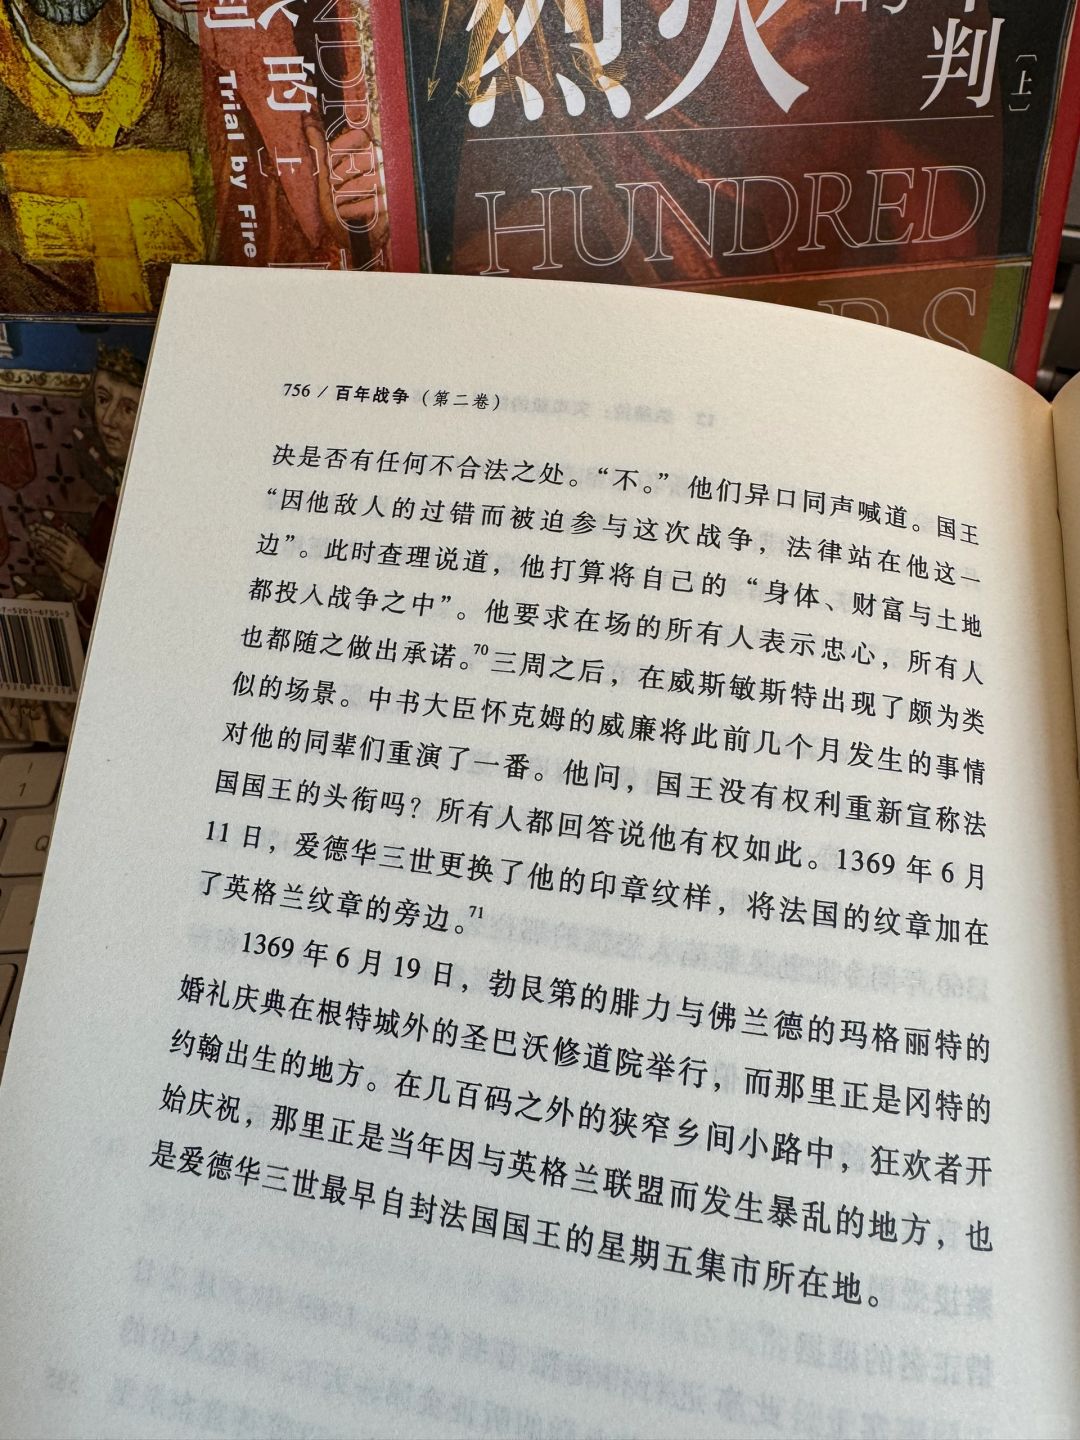 的
〔上〕
Trial by Fire
NDRED
烈火
的
判
〔上〕
HUNDRED
RS
756 / 百年战争（第二卷）
决是否有任何不合法之处。“不。” 他们异口同声喊道。国王
“因他敌人的过错而被迫参与这次战争，法律站在他这一
边”。此时查理说道，他打算将自己的 “身体、财富与土地
都投入战争之中”。他要求在场的所有人表示忠心，所有人
也都随之做出承诺。70三周之后，在威斯敏斯特出现了颇为类
似的场景。中书大臣怀克姆的威廉将此前几个月发生的事情
对他的同辈们重演了一番。他问，国王没有权利重新宣称法
国国王的头衔吗？所有人都回答说他有权如此。1369 年 6 月
11 日，爱德华三世更换了他的印章纹样，将法国的纹章加在
了英格兰纹章的旁边。71
1369 年 6 月 19 日，勃艮第的腓力与佛兰德的玛格丽特的
婚礼庆典在根特城外的圣巴沃修道院举行，而那里正是冈特的
约翰出生的地方。在几百码之外的狭窄乡间小路中，狂欢者开
始庆祝，那里正是当年因与英格兰联盟而发生暴乱的地方，也
是爱德华三世最早自封法国国王的星期五集市所在地。